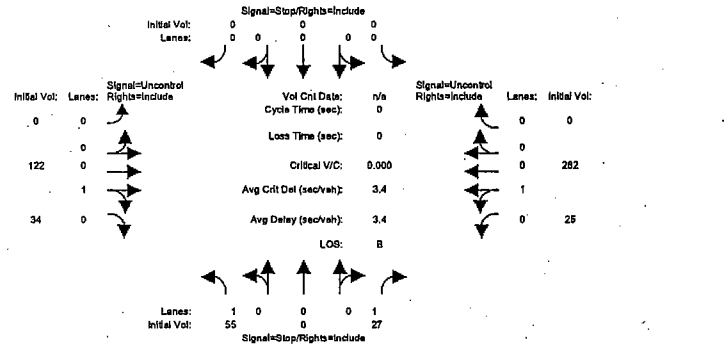 Signal=Stop/Rights=Include
Initial Vol: 0 0 0
Lanes: 0 0 0 0 0
Signal=Uncontrol Signal=Uncontrol
Initial Vol: Lanes: Rights=Include Vol Cnt Date: n/a Rights=Include Lanes: Initial Vol:
Cycle Time (sec): 0
0 0 0 0
Loss Time (sec): 0
0 0
122 0 Critical V/C: 0.000 0 262
1 Avg Crit Del (sec/veh): 3.4 1
34 0 Avg Delay (sec/veh): 3.4 0 25
LOS: B
Lanes: 1 0 0 0 1
Initial Vol: 55 0 27
Signal=Stop/Rights=Include